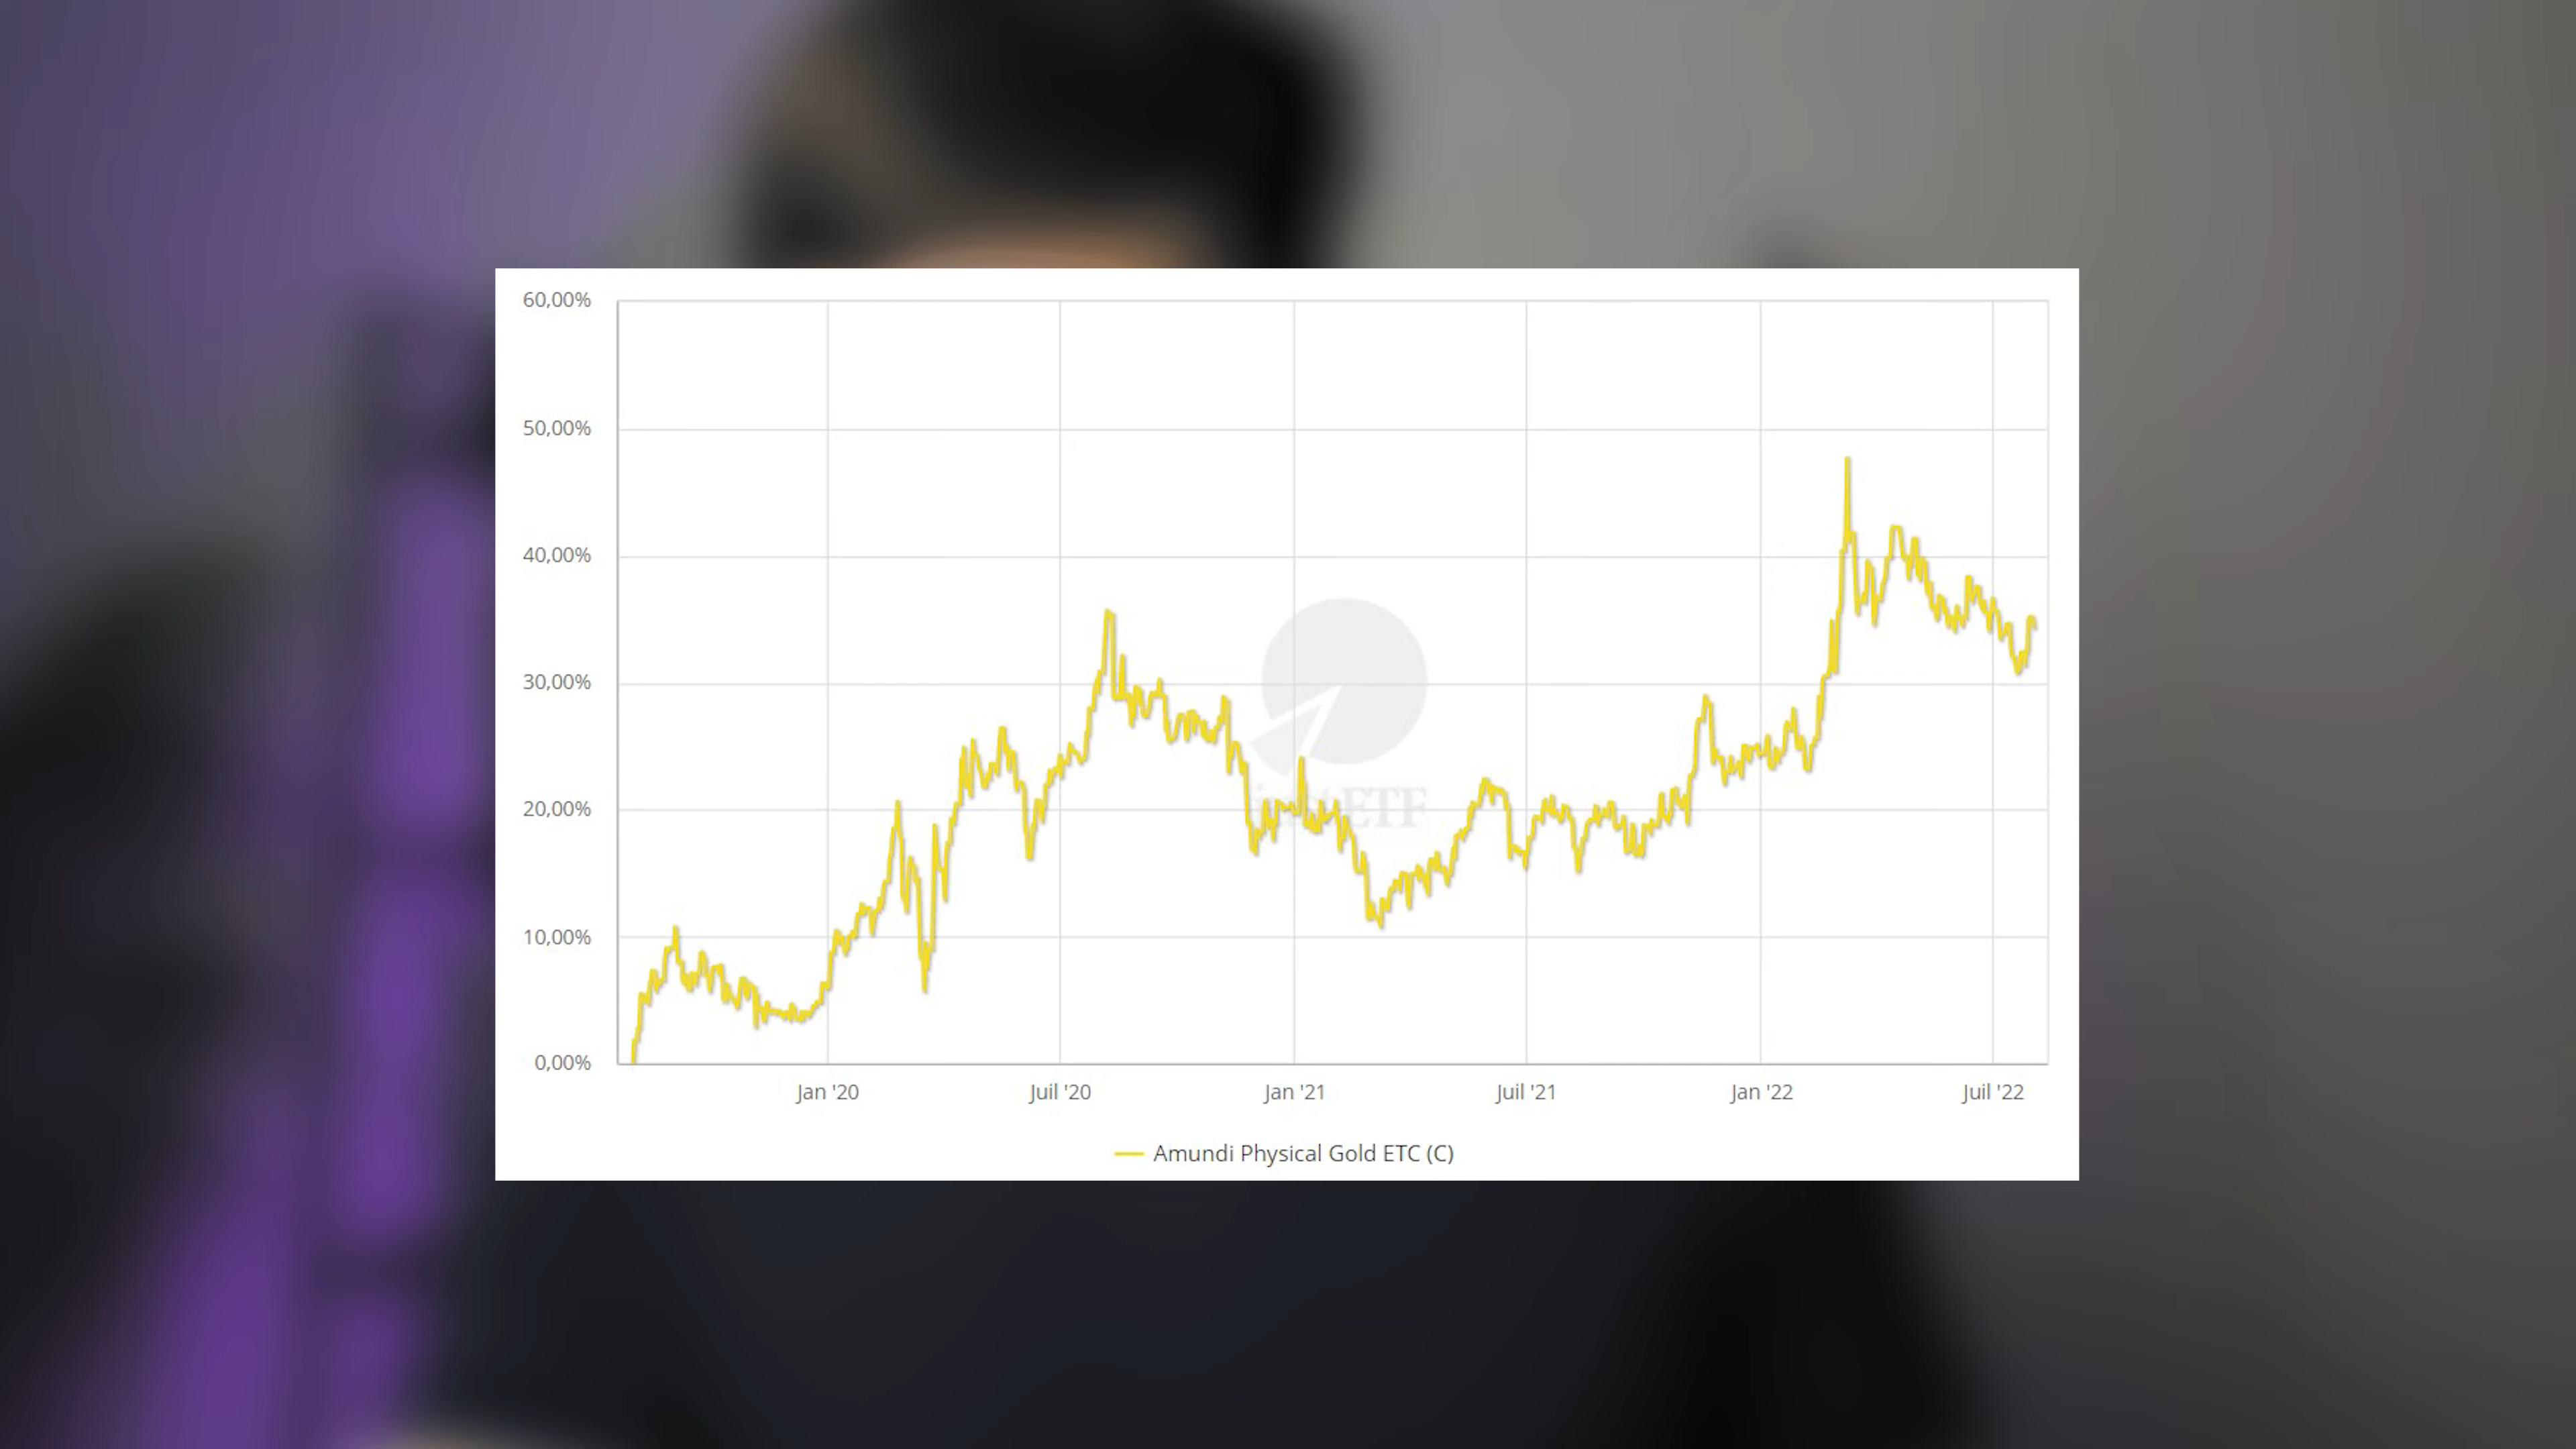 60,00%
50,00%
40,00%
30,00%
20,00%
10,00%
0,00%
ETF
Jan '20 Juil '20 Jan '21 Juil '21 Jan '22 Juil '22
Amundi Physical Gold ETC (C)